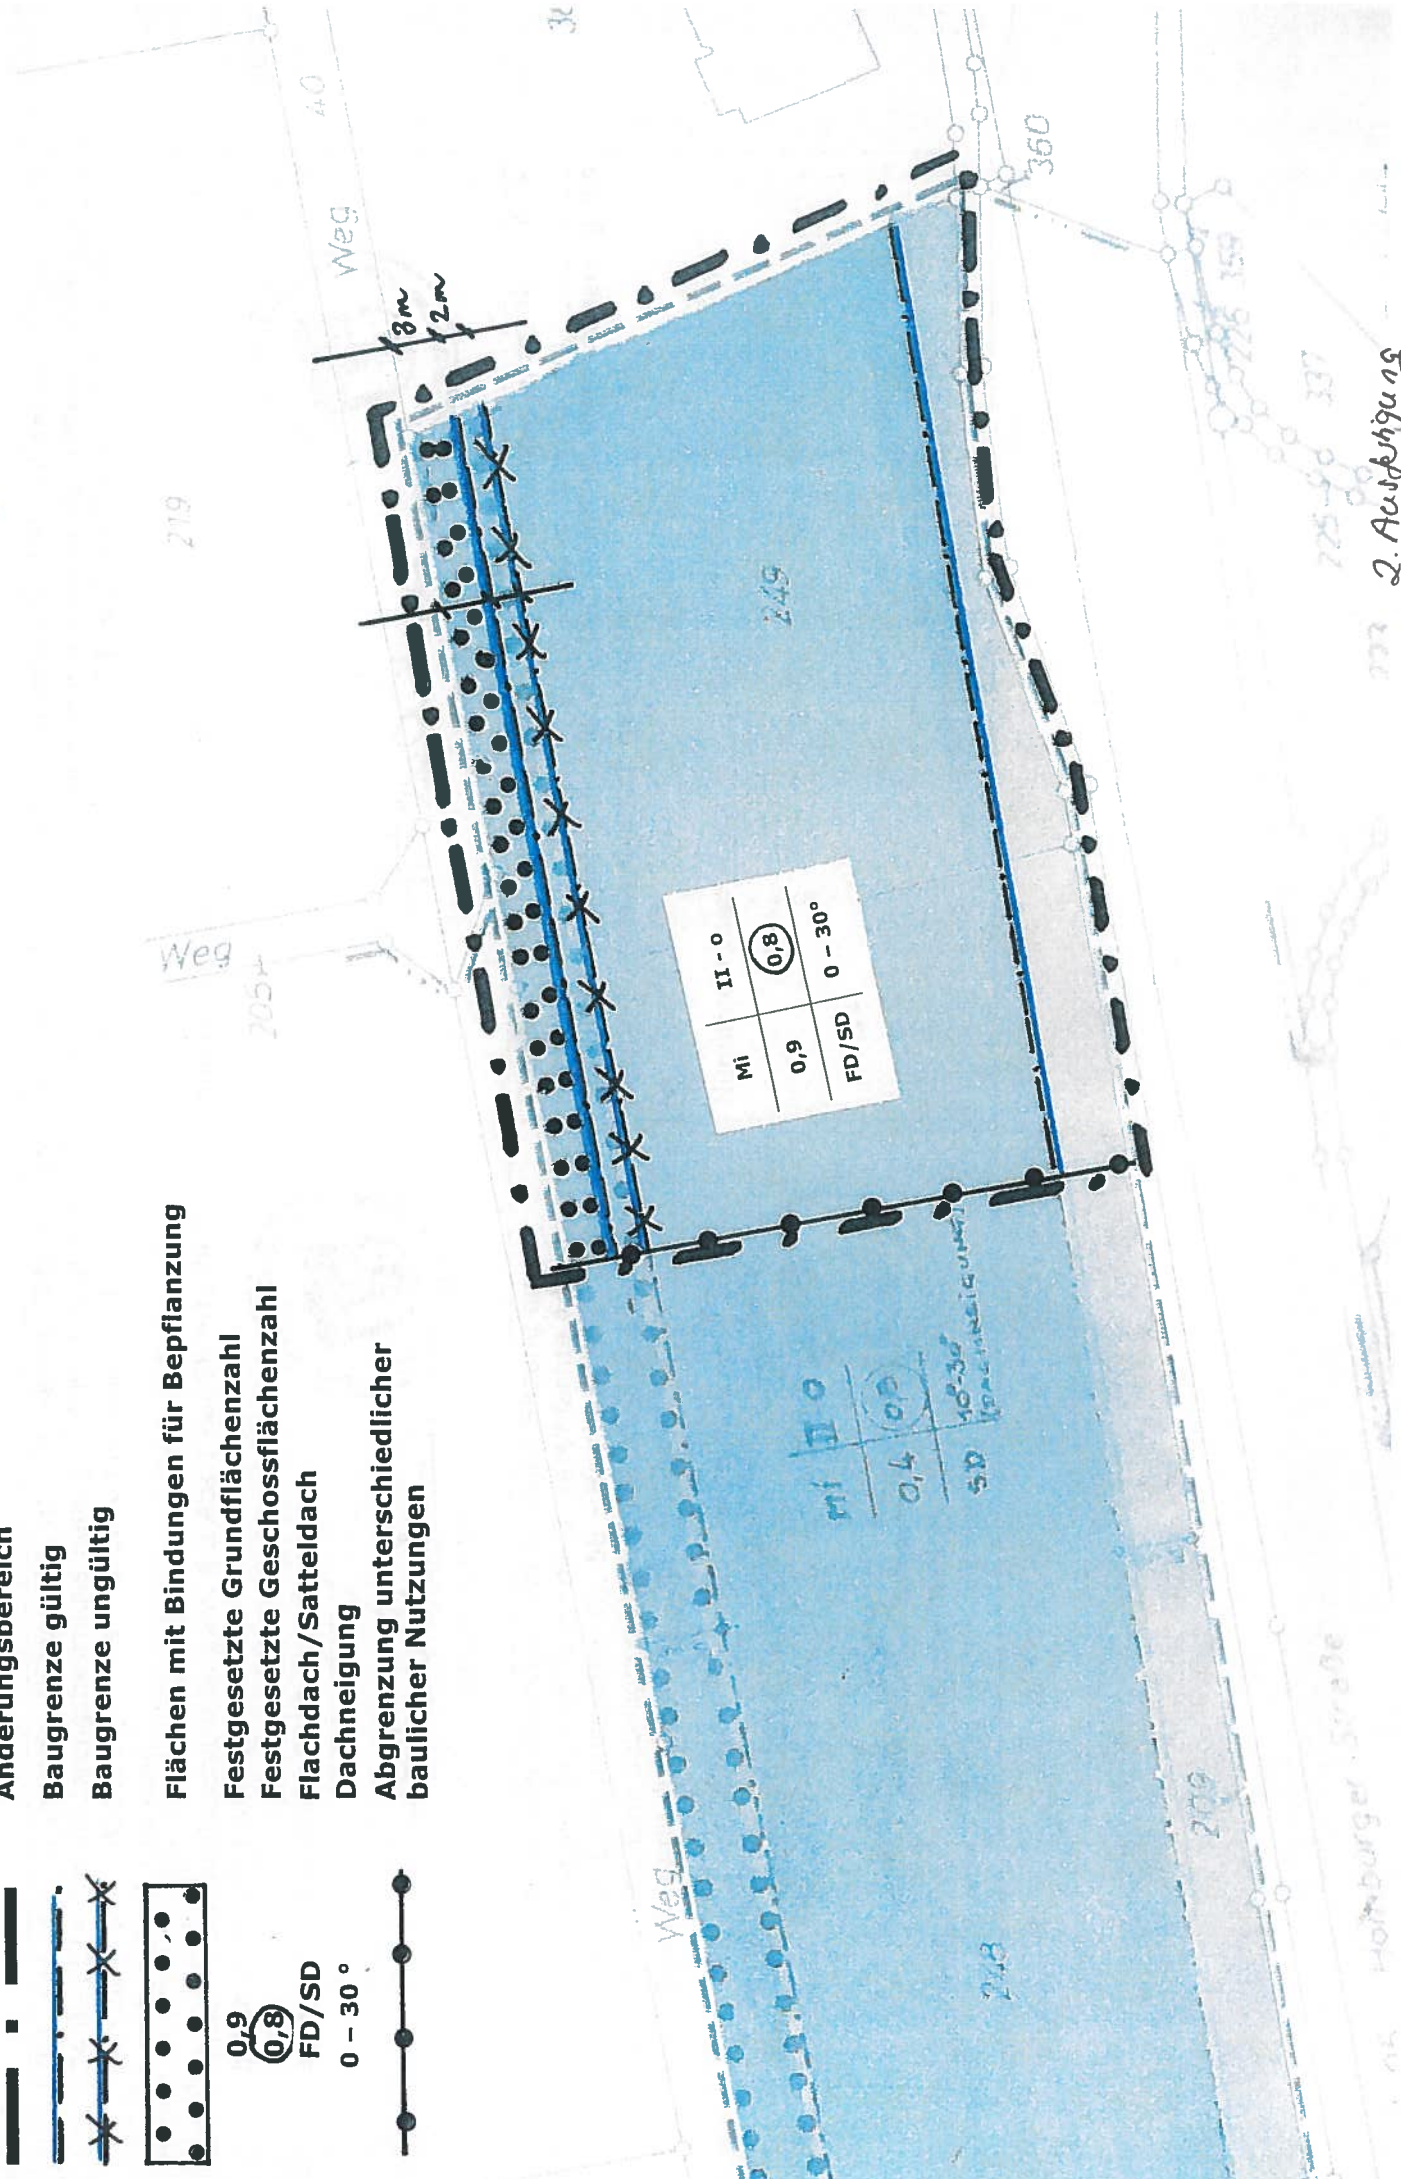 Änderungsbereich
Baugrenze gültig
Baugrenze ungültig
Flächen mit Bindungen für Bepflanzung
0,9 Festgesetzte Grundflächenzahl
0,8 Festgesetzte Geschossflächenzahl
FD/SD Flachdach/Satteldach
0 – 30 ° Dachneigung
Abgrenzung unterschiedlicher
baulicher Nutzungen
Weg
Weg
205
219
Weg 40
3m
2m
Mi II - o
0,9 0,8
FD/SD 0 – 30°
249
MI II O
0,4 0,8
SD 10°-30°
218
209
360
337
2. Ausfertigung